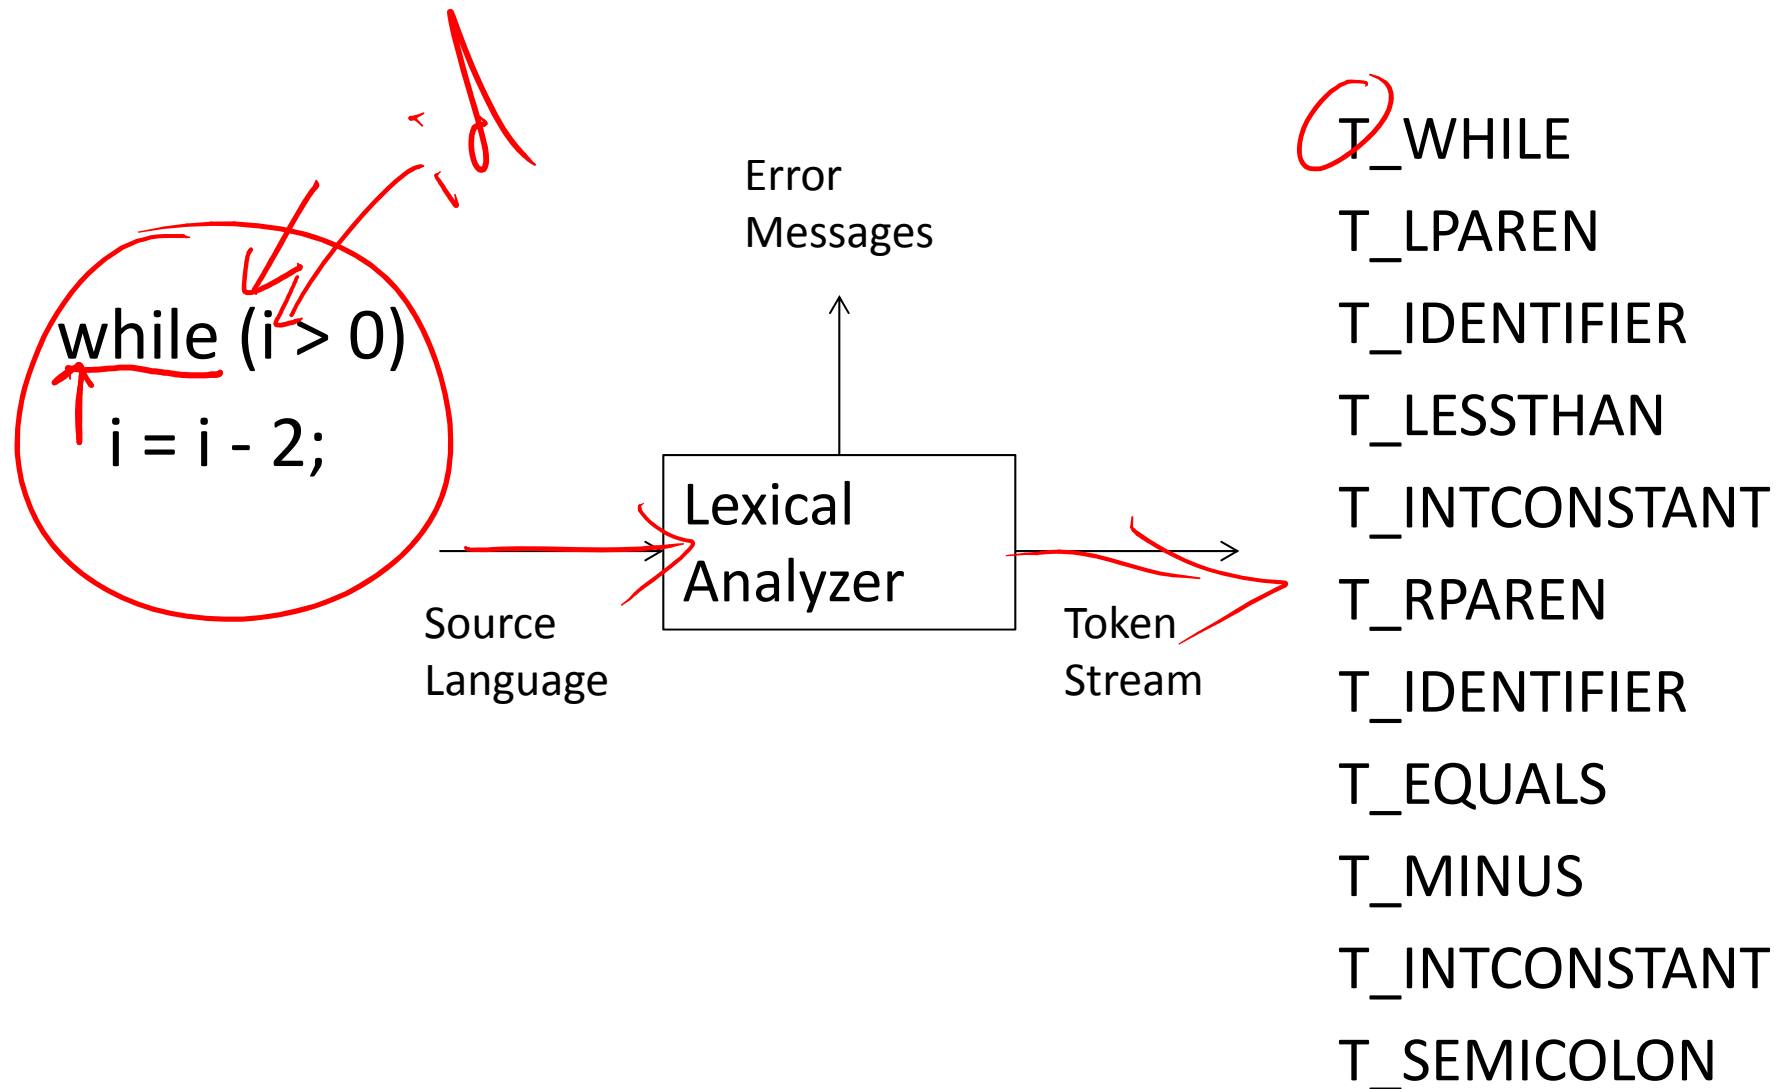 id
while (i > 0)
i = i - 2;
Error
Messages
Lexical
Analyzer
Source
Language
Token
Stream
T_WHILE
T_LPAREN
T_IDENTIFIER
T_LESSTHAN
T_INTCONSTANT
T_RPAREN
T_IDENTIFIER
T_EQUALS
T_MINUS
T_INTCONSTANT
T_SEMICOLON